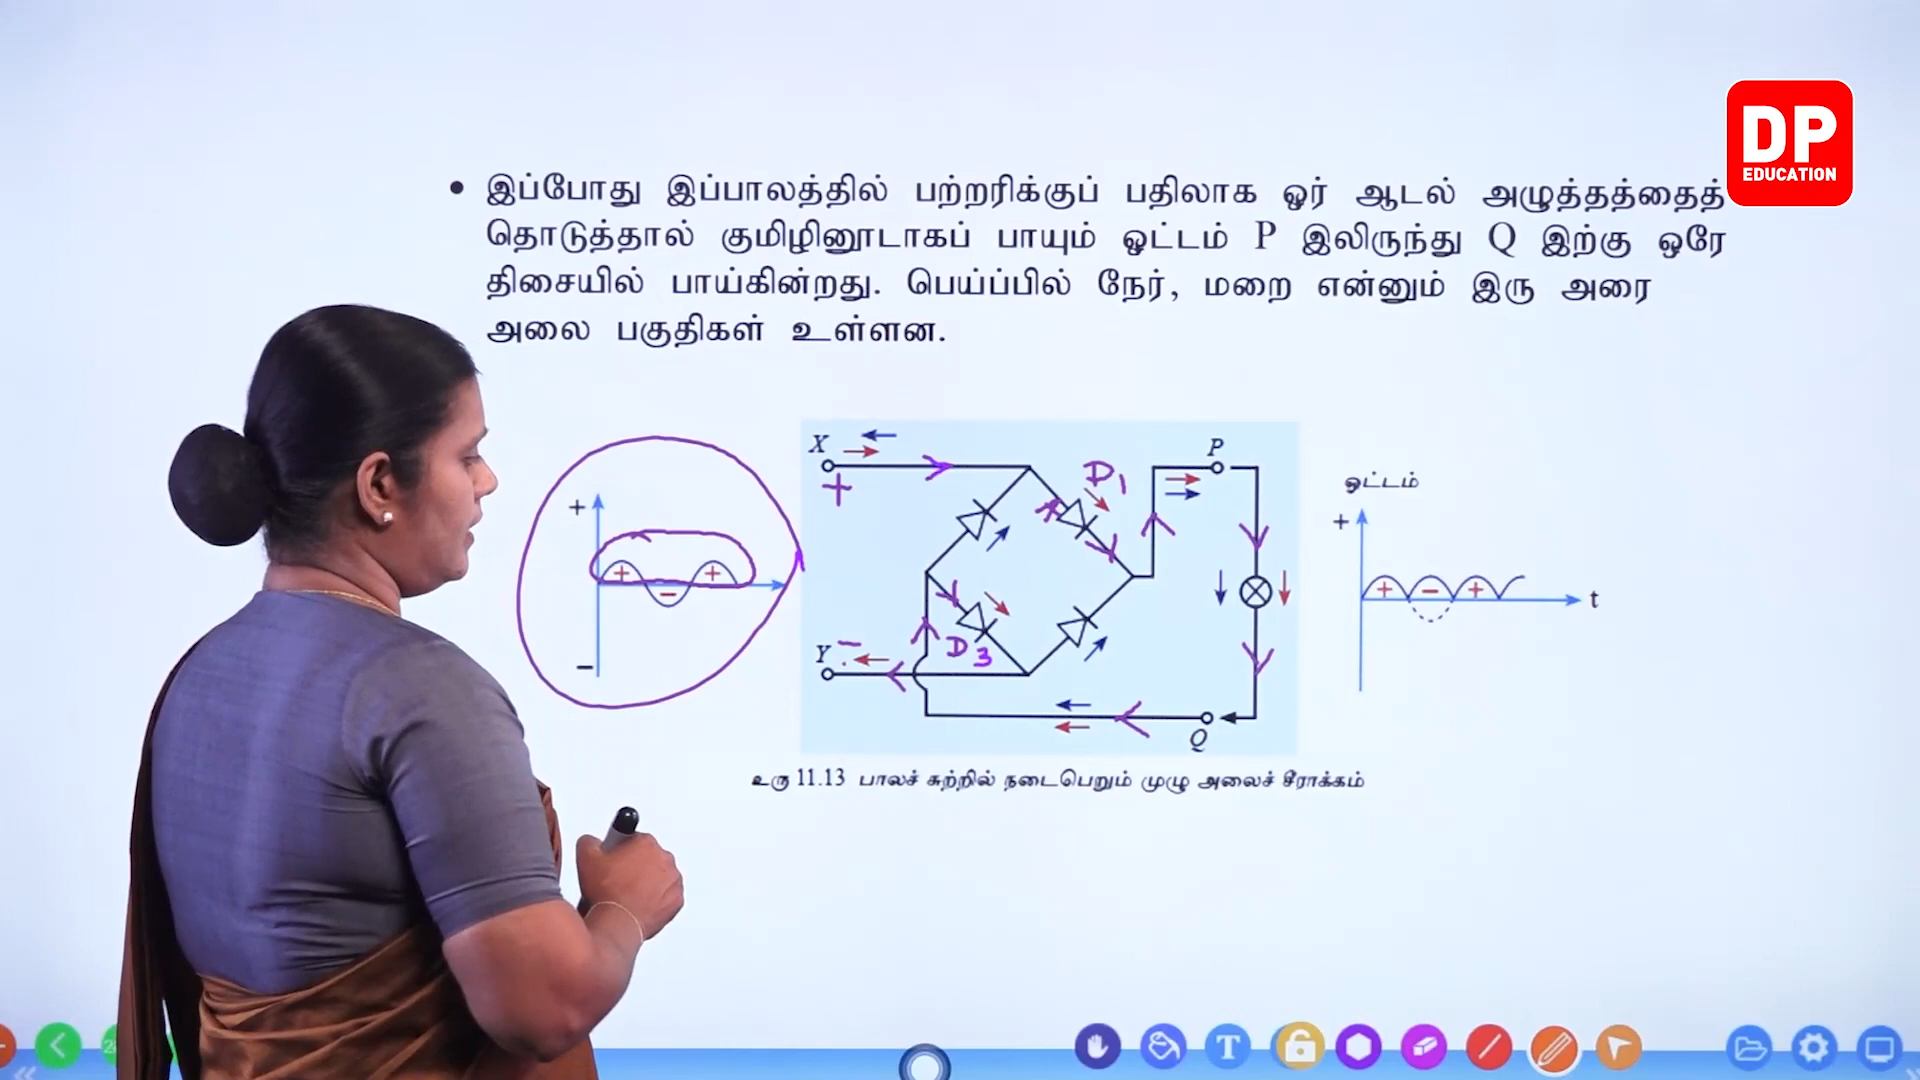 DP
EDUCATION
• இப்போது இப்பாலத்தில் பற்றரிக்குப் பதிலாக ஓர் ஆடல் அழுத்தத்தைத்
தொடுத்தால் குமிழினூடாகப் பாயும் ஓட்டம் P இலிருந்து Q இற்கு ஒரே
திசையில் பாய்கின்றது. பெய்ப்பில் நேர், மறை என்னும் இரு அரை
அலை பகுதிகள் உள்ளன.
+
+ - +
-
X
+
Y
-
D1
D3
P
Q
ஓட்டம்
+
+ - +
t
உரு 11.13 பாலச் சுற்றில் நடைபெறும் முழு அலைச் சீராக்கம்
T